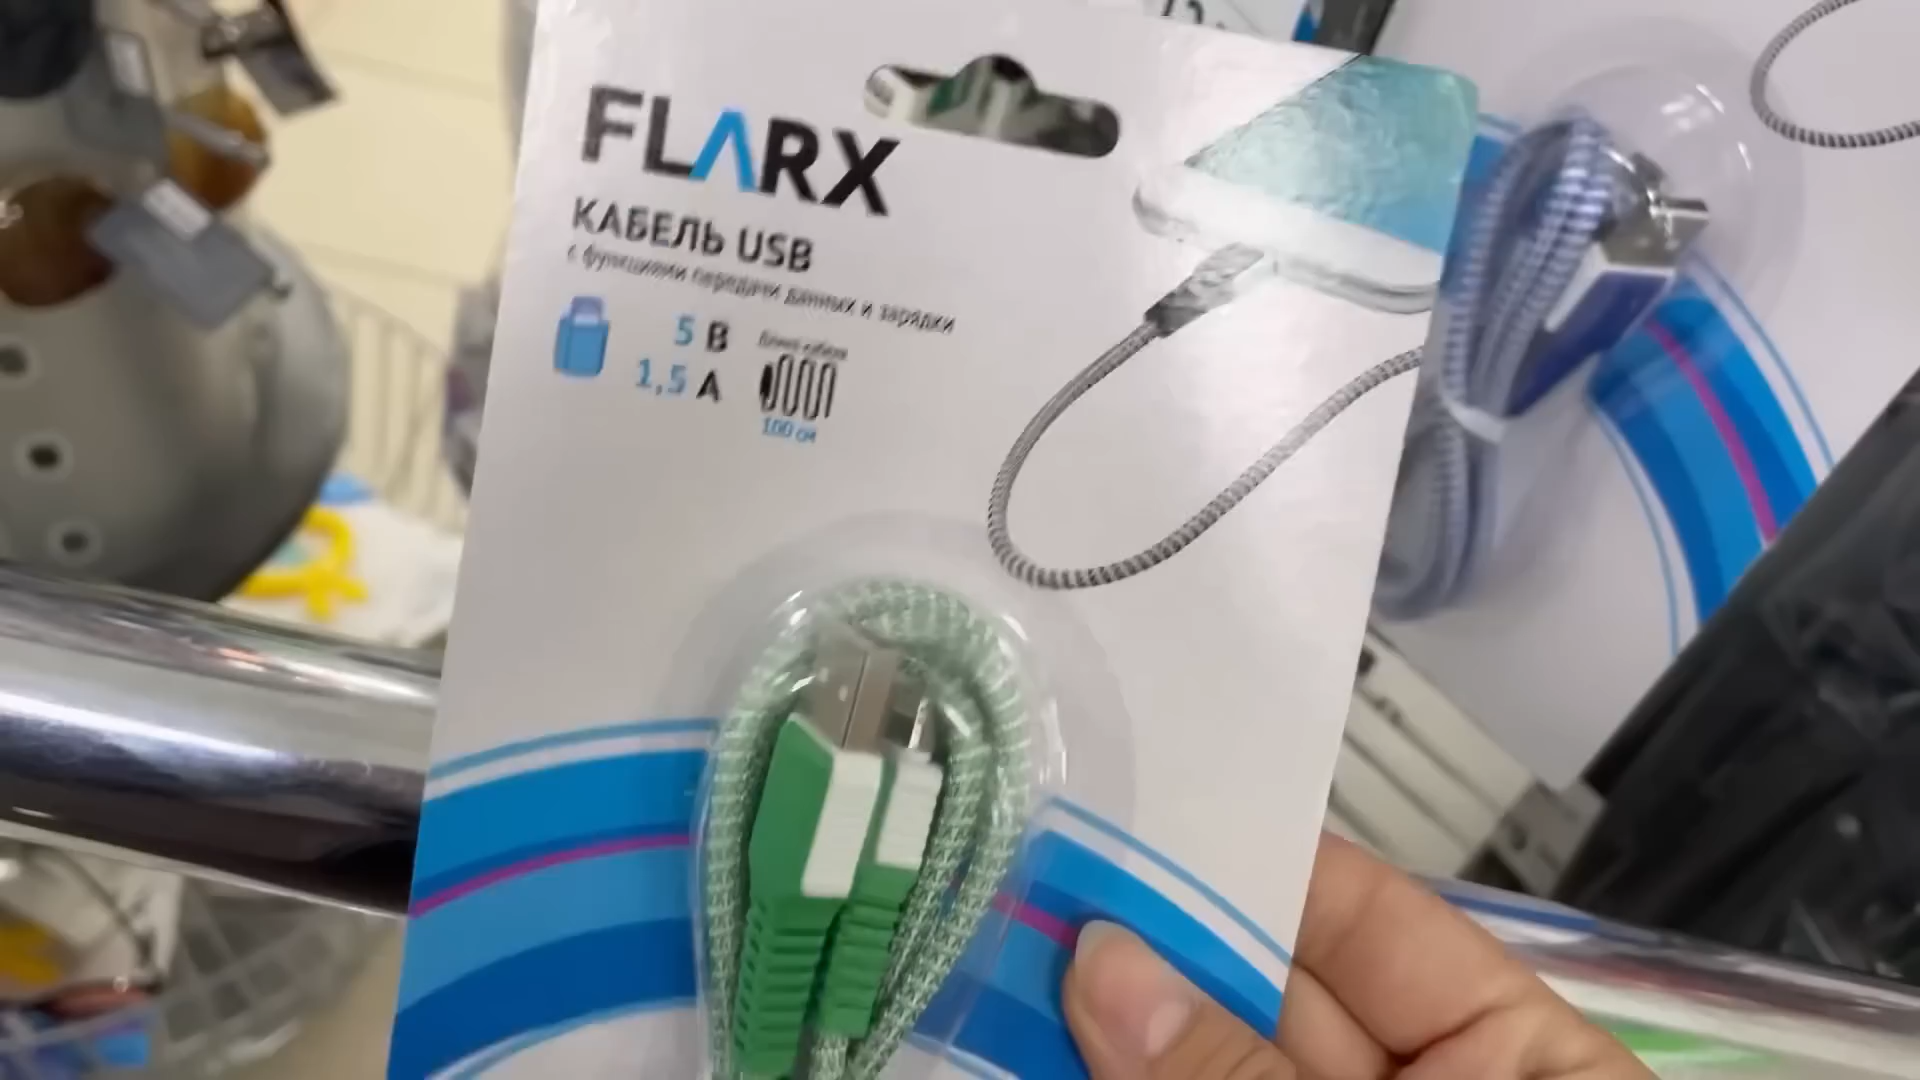 FLARX
КАБЕЛЬ USB
с функциями передачи данных и зарядки
5 В
1,5 А
Длина кабеля
100 см